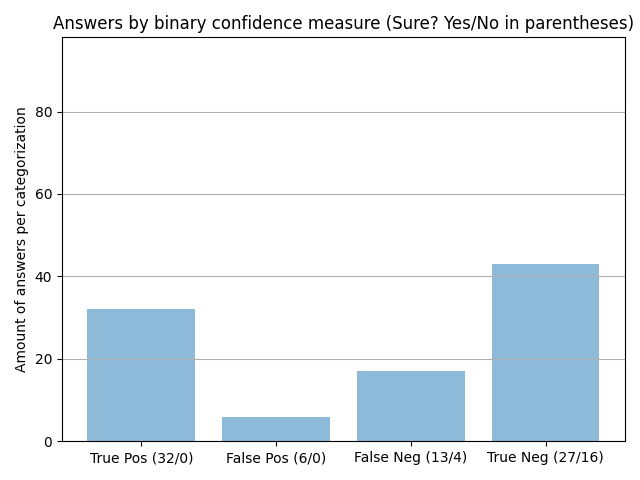 Answers by binary confidence measure (Sure? Yes/No in parentheses)
Amount of answers per categorization
80
60
40
20
0
True Pos (32/0) False Pos (6/0) False Neg (13/4) True Neg (27/16)